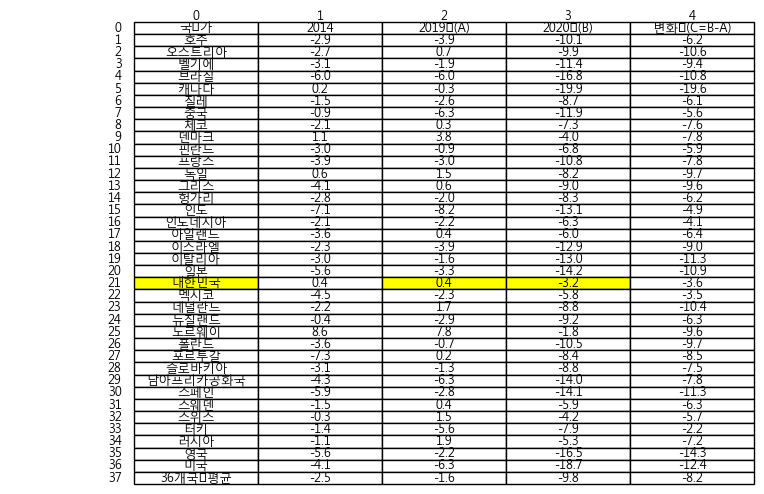 0 1 2 3 4
0 국 가 2014 2019 (A) 2020 (B) 변화 (C=B-A)
1 호주 -2.9 -3.9 -10.1 -6.2
2 오스트리아 -2.7 0.7 -9.9 -10.6
3 벨기에 -3.1 -1.9 -11.4 -9.4
4 브라질 -6.0 -6.0 -16.8 -10.8
5 캐나다 0.2 -0.3 -19.9 -19.6
6 칠레 -1.5 -2.6 -8.7 -6.1
7 중국 -0.9 -6.3 -11.9 -5.6
8 체코 -2.1 0.3 -7.3 -7.6
9 덴마크 1.1 3.8 -4.0 -7.8
10 핀란드 -3.0 -0.9 -6.8 -5.9
11 프랑스 -3.9 -3.0 -10.8 -7.8
12 독일 0.6 1.5 -8.2 -9.7
13 그리스 -4.1 0.6 -9.0 -9.6
14 헝가리 -2.8 -2.0 -8.3 -6.2
15 인도 -7.1 -8.2 -13.1 -4.9
16 인도네시아 -2.1 -2.2 -6.3 -4.1
17 아일랜드 -3.6 0.4 -6.0 -6.4
18 이스라엘 -2.3 -3.9 -12.9 -9.0
19 이탈리아 -3.0 -1.6 -13.0 -11.3
20 일본 -5.6 -3.3 -14.2 -10.9
21 대한민국 0.4 0.4 -3.2 -3.6
22 멕시코 -4.5 -2.3 -5.8 -3.5
23 네덜란드 -2.2 1.7 -8.8 -10.4
24 뉴질랜드 -0.4 -2.9 -9.2 -6.3
25 노르웨이 8.6 7.8 -1.8 -9.6
26 폴란드 -3.6 -0.7 -10.5 -9.7
27 포르투갈 -7.3 0.2 -8.4 -8.5
28 슬로바키아 -3.1 -1.3 -8.8 -7.5
29 남아프리카공화국 -4.3 -6.3 -14.0 -7.8
30 스페인 -5.9 -2.8 -14.1 -11.3
31 스웨덴 -1.5 0.4 -5.9 -6.3
32 스위스 -0.3 1.5 -4.2 -5.7
33 터키 -1.4 -5.6 -7.9 -2.2
34 러시아 -1.1 1.9 -5.3 -7.2
35 영국 -5.6 -2.2 -16.5 -14.3
36 미국 -4.1 -6.3 -18.7 -12.4
37 36개국 평균 -2.5 -1.6 -9.8 -8.2